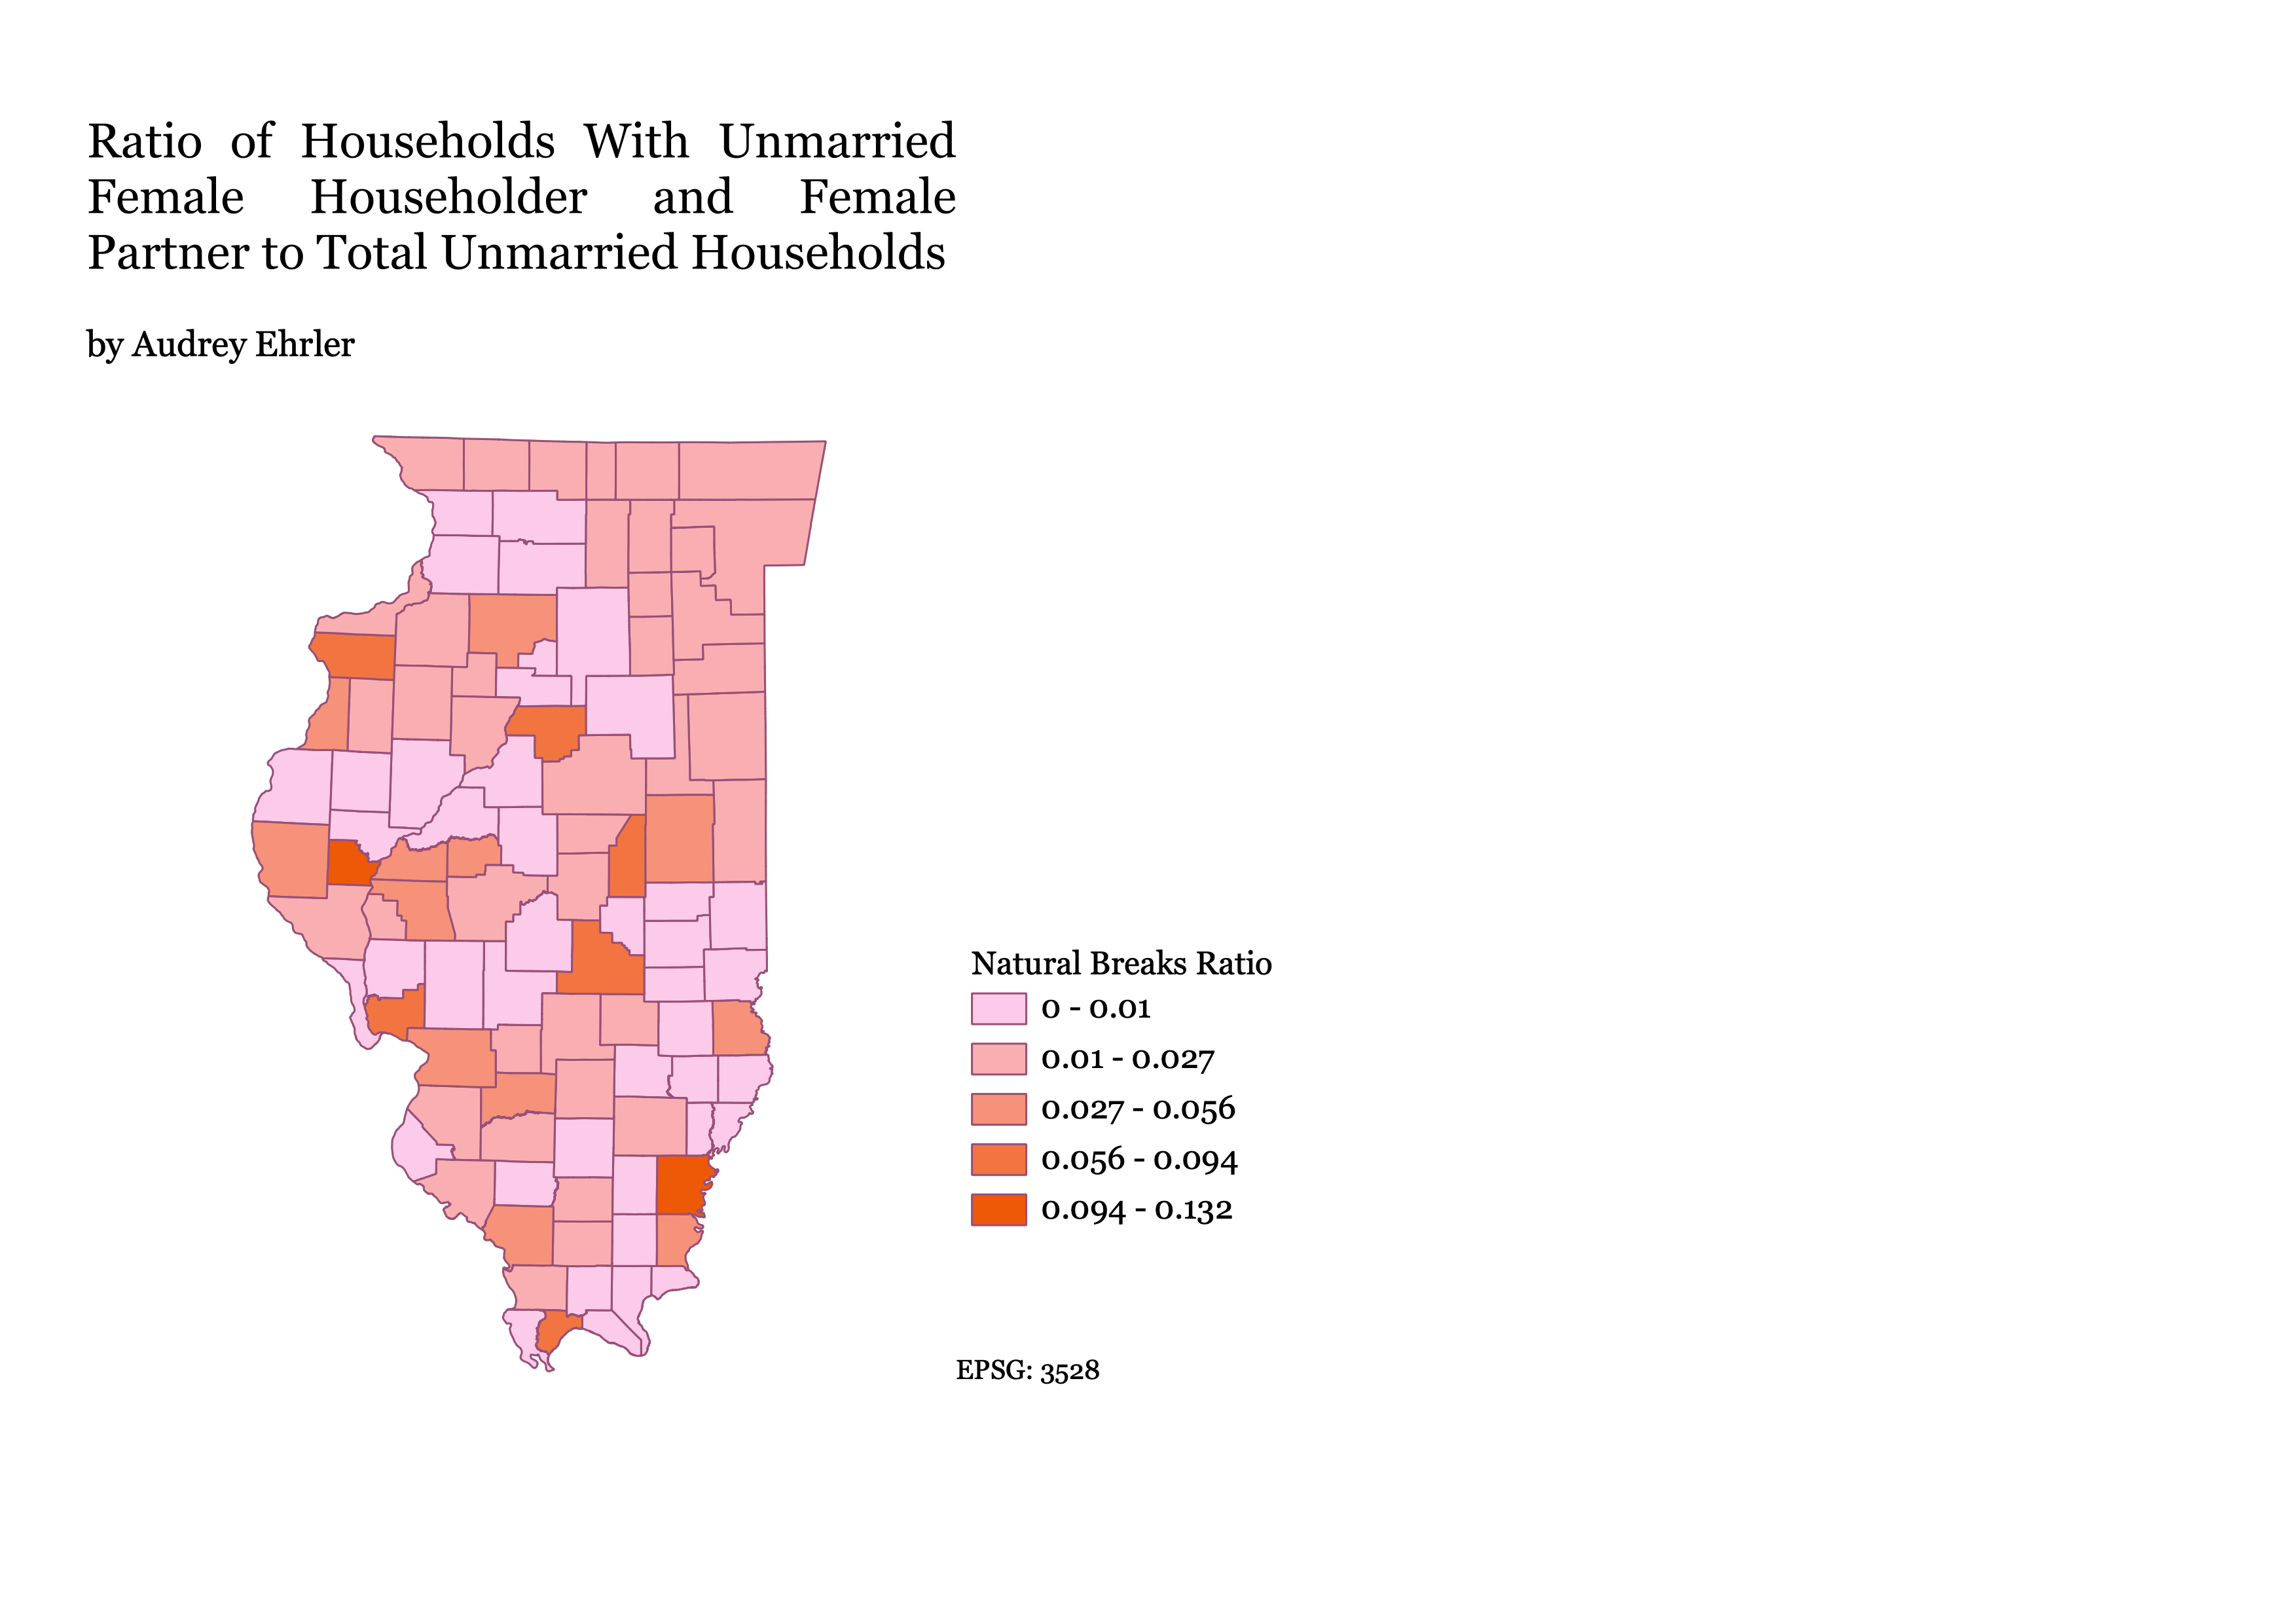 Ratio of Households With Unmarried
Female Householder and Female
Partner to Total Unmarried Households
by Audrey Ehrler
Natural Breaks Ratio
0 - 0.01
0.01 - 0.027
0.027 - 0.056
0.056 - 0.094
0.094 - 0.132
EPSG: 3528